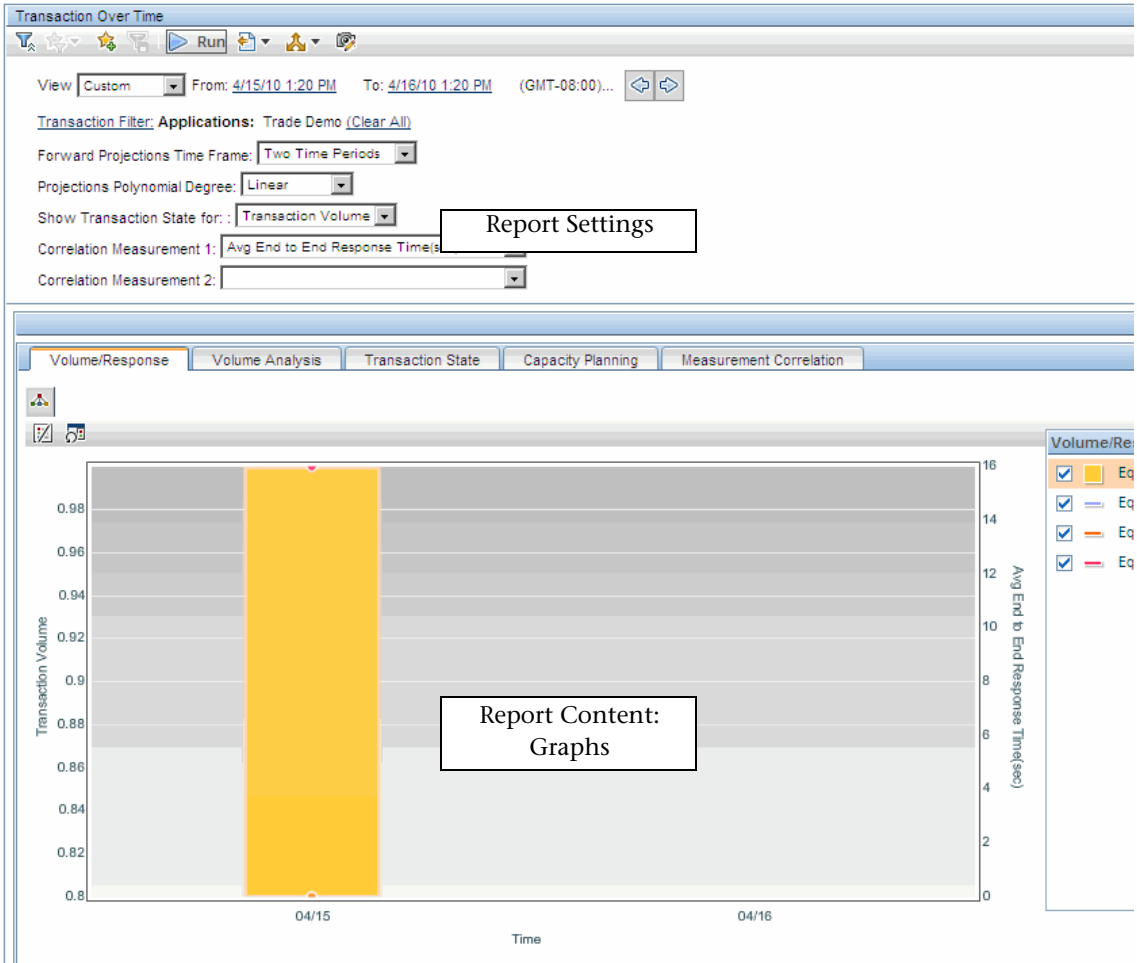 Transaction Over Time
Run
View Custom From: 4/15/10 1:20 PM To: 4/16/10 1:20 PM (GMT-08:00)...
Transaction Filter: Applications: Trade Demo (Clear All)
Forward Projections Time Frame: Two Time Periods
Projections Polynomial Degree: Linear
Show Transaction State for: : Transaction Volume
Report Settings
Correlation Measurement 1: Avg End to End Response Time(s
Correlation Measurement 2:
Volume/Response Volume Analysis Transaction State Capacity Planning Measurement Correlation
Volume/Re
Eq
Eq
Eq
Eq
0.98
0.96
0.94
0.92
0.9
0.88
0.86
0.84
0.82
0.8
Transaction Volume
16
14
12
10
8
6
4
2
0
Avg End to End Response Time(sec)
Report Content:
Graphs
04/15 04/16
Time